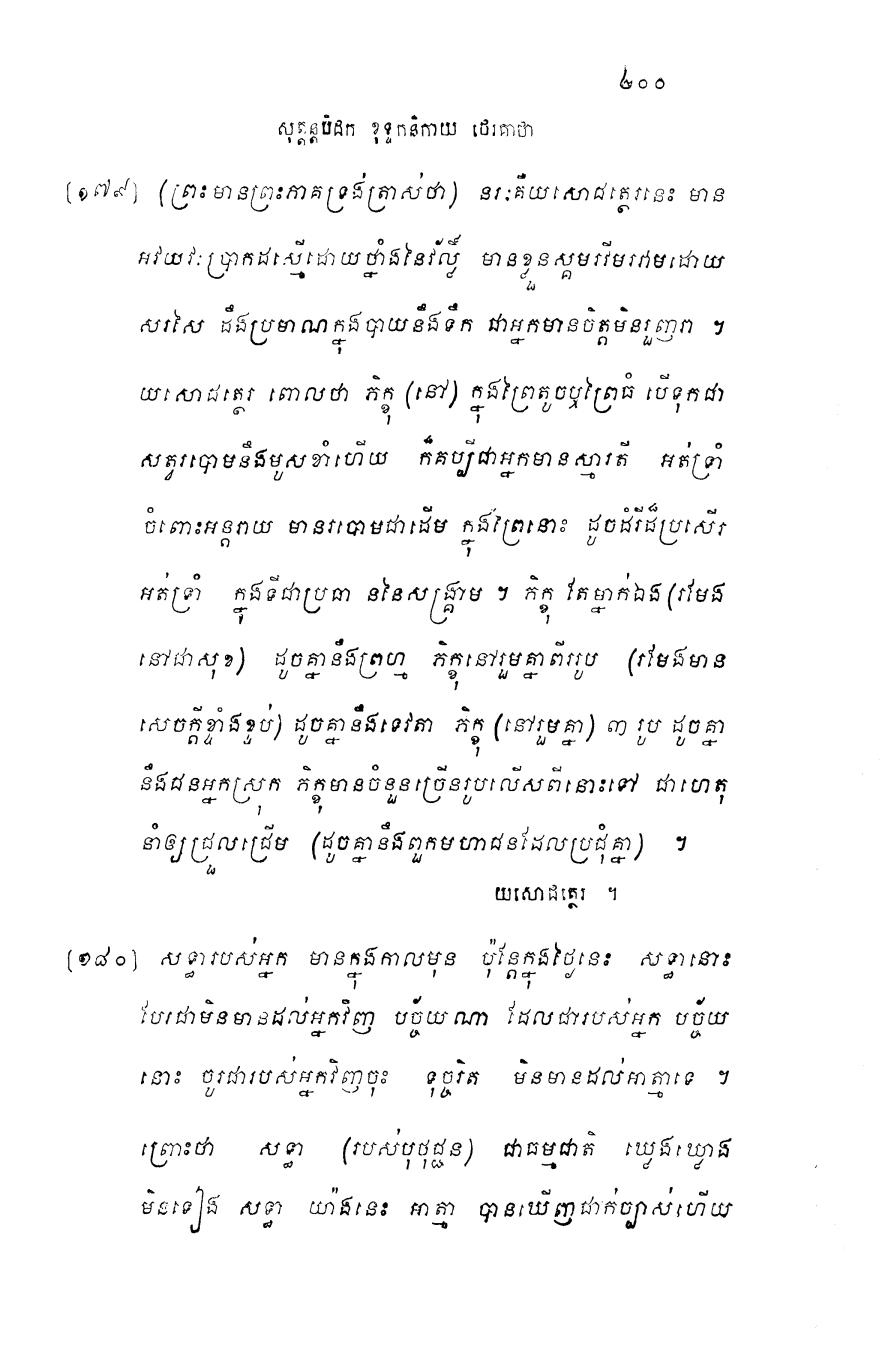 ៤០០
សុត្តន្តបិដក ខុទ្ទកនិកាយ ថេរគាថា
[១៧៩] (ព្រះមានព្រះភាគទ្រង់ត្រាស់ថា) នរៈគឺយសោជត្ថេរនេះ មាន
អវយវៈប្រាកដស្មើដោយថ្នាំងនៃវល្លិ៍ មានខ្លួនស្គមរវីមរវាមដោយ
សរសៃ ដឹងប្រមាណក្នុងបាយនឹងទឹក ជាអ្នកមានចិត្តមិនរួញរា ។
យសោជត្ថេរ ពោលថា ភិក្ខុ (នៅ) ក្នុងព្រៃតូចឬព្រៃធំ បើទុកជា
សត្វរបោមនឹងមូសខាំហើយ ក៏គប្បីជាអ្នកមានស្មារតី អត់ទ្រាំ
ចំពោះអន្តរាយ មានរបោមជាដើម ក្នុងព្រៃនោះ ដូចដំរីដ៏ប្រសើរ
អត់ទ្រាំ ក្នុងទីជាប្រធា ននៃសង្គ្រាម ។ ភិក្ខុ តែម្នាក់ឯង(រមែង
នៅជាសុខ) ដូចគ្នានឹងព្រហ្ម ភិក្ខុនៅរួមគ្នាពីររូប (រមែងមាន
សេចក្តីខ្ទាំងខ្ទប់) ដូចគ្នានឹងទេវតា ភិក្ខុ (នៅរួមគ្នា) ៣ រូប ដូចគ្នា
នឹងជនអ្នកស្រុក ភិក្ខុមានចំនួនច្រើនរូបលើសពីនោះទៅ ជាហេតុ
នាំឲ្យជ្រួលជ្រើម (ដូចគ្នានឹងពួកមហាជនដែលប្រជុំគ្នា) ។
យសោជត្ថេរ ។
[១៨០] សទ្ធារបស់អ្នក មានក្នុងកាលមុន ប៉ុន្តែក្នុងថ្ងៃនេះ សទ្ធានោះ
បែរជាមិនមានដល់អ្នកវិញ បច្ច័យណា ដែលជារបស់អ្នក បច្ច័យ
នោះ ចូរជារបស់អ្នកវិញចុះ ទុច្ចរិត មិនមានដល់អាត្មាទេ ។
ព្រោះថា សទ្ធា (របស់បុថុជ្ជន) ជាធម្មជាតិ ឃ្វេងឃ្វោង
មិនទៀង សទ្ធា យ៉ាងនេះ អាត្មា បានឃើញជាក់ច្បាស់ហើយ